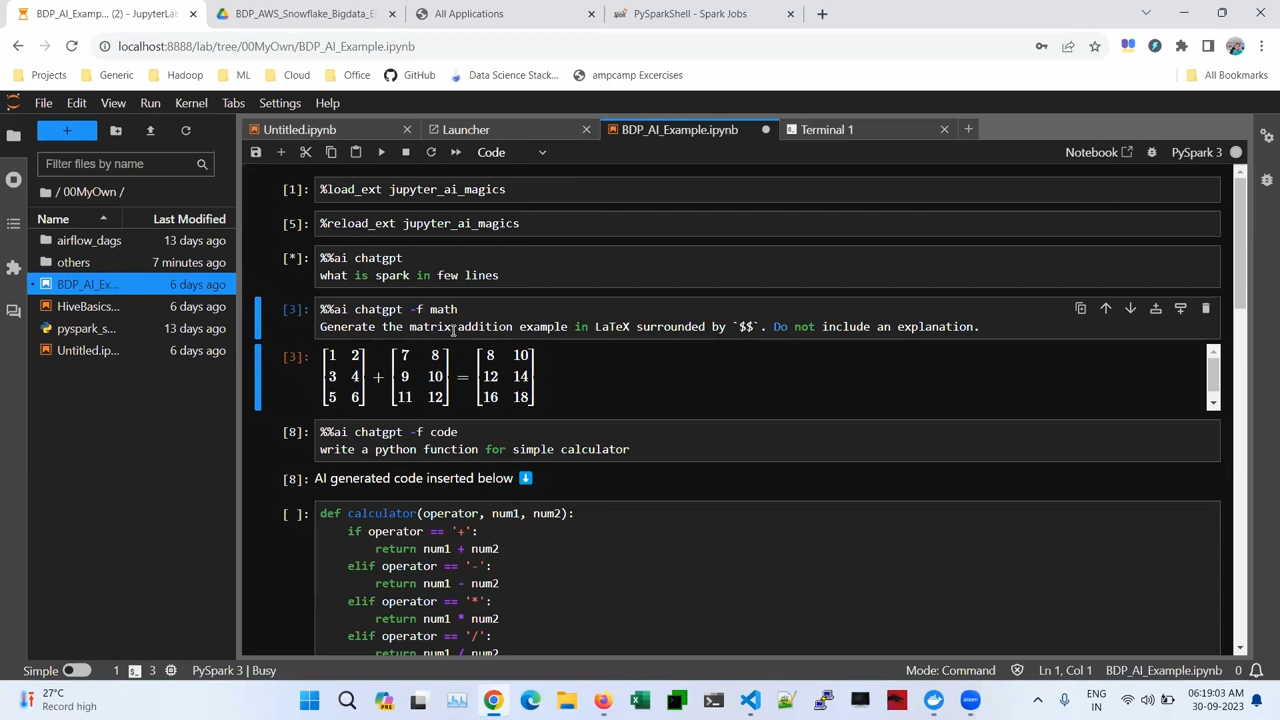 BDP_AI_Examp... (2) - JupyterLab
BDP_AWS_Snowflake_Bigdata_E
All Applications
PySparkShell - Spark Jobs
localhost:8888/lab/tree/00MyOwn/BDP_AI_Example.ipynb
Projects
Generic
Hadoop
ML
Cloud
Office
GitHub
Data Science Stack...
ampcamp Excercises
All Bookmarks
File Edit View Run Kernel Tabs Settings Help
Untitled.ipynb
Launcher
BDP_AI_Example.ipynb
Terminal 1
Code
Notebook
PySpark 3
Filter files by name
/ 00MyOwn /
Name
Last Modified
airflow_dags 13 days ago
others 7 minutes ago
BDP_AI_Ex... 6 days ago
HiveBasics... 6 days ago
pyspark_s... 13 days ago
Untitled.ip... 6 days ago
[1]: %load_ext jupyter_ai_magics
[5]: %reload_ext jupyter_ai_magics
[*]: %%ai chatgpt
what is spark in few lines
[3]: %%ai chatgpt -f math
Generate the matrix addition example in LaTeX surrounded by `$$`. Do not include an explanation.
[3]:
1 2 7 8 8 10
3 4 + 9 10 = 12 14
5 6 11 12 16 18
[8]: %%ai chatgpt -f code
write a python function for simple calculator
[8]: AI generated code inserted below
[ ]: def calculator(operator, num1, num2):
if operator == '+':
return num1 + num2
elif operator == '-':
return num1 - num2
elif operator == '*':
return num1 * num2
elif operator == '/':
return num1 / num2
Simple
1
3
PySpark 3 | Busy
Mode: Command
Ln 1, Col 1
BDP_AI_Example.ipynb
0
27°C
Record high
ENG
IN
06:19:03 AM
30-09-2023